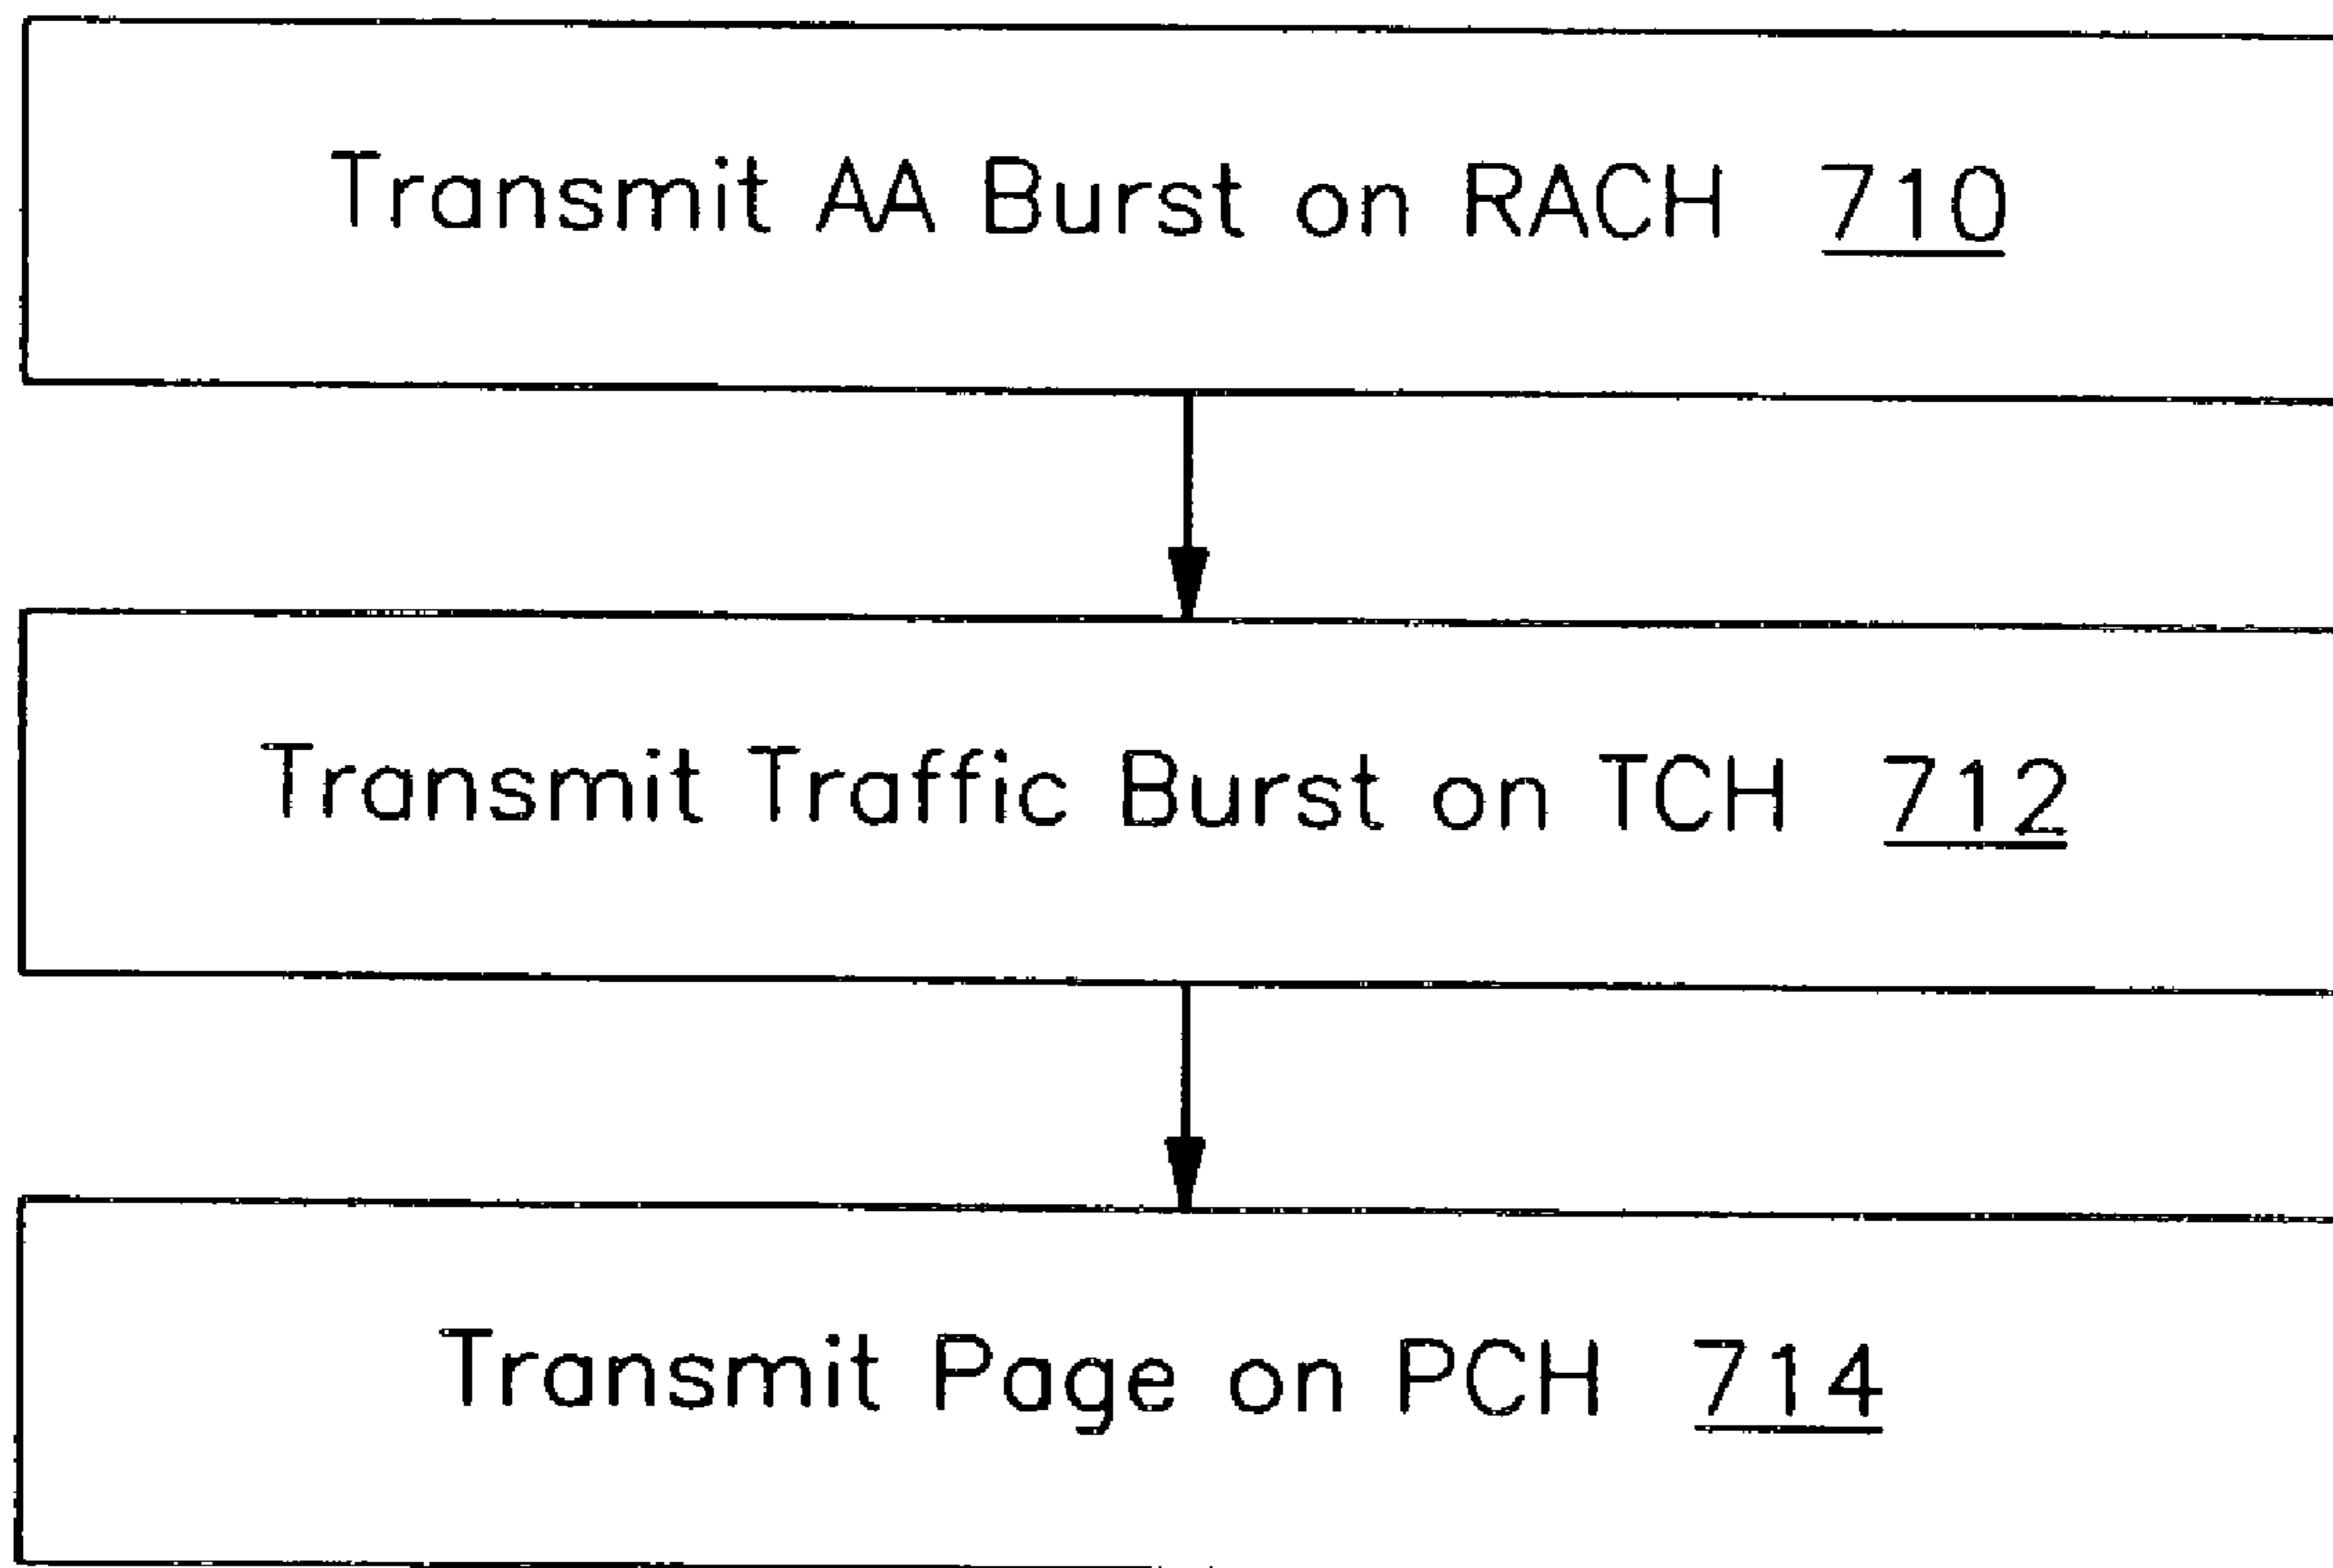 Transmit AA Burst on RACH 710
Transmit Traffic Burst on TCH 712
Transmit Page on PCH 714